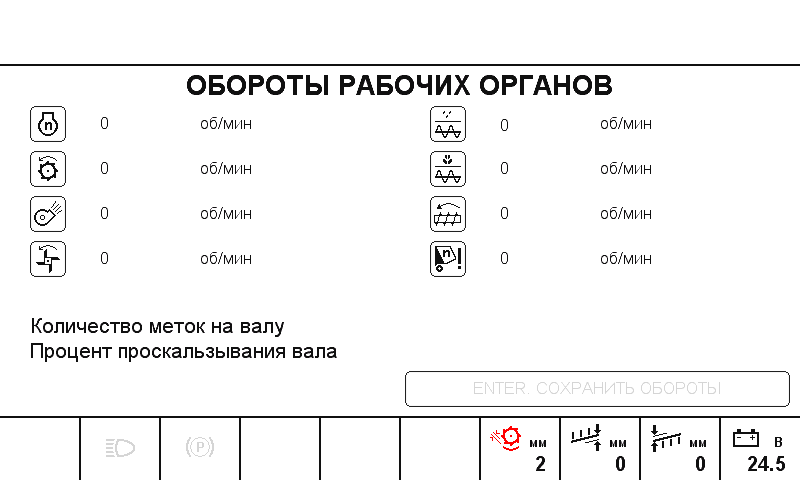 ОБОРОТЫ РАБОЧИХ ОРГАНОВ
n 0 об/мин 0 об/мин
0 об/мин 0 об/мин
0 об/мин 0 об/мин
0 об/мин n! 0 об/мин
Количество меток на валу
Процент проскальзывания вала
ENTER. СОХРАНИТЬ ОБОРОТЫ
(P) мм мм мм В
2 0 0 24.5